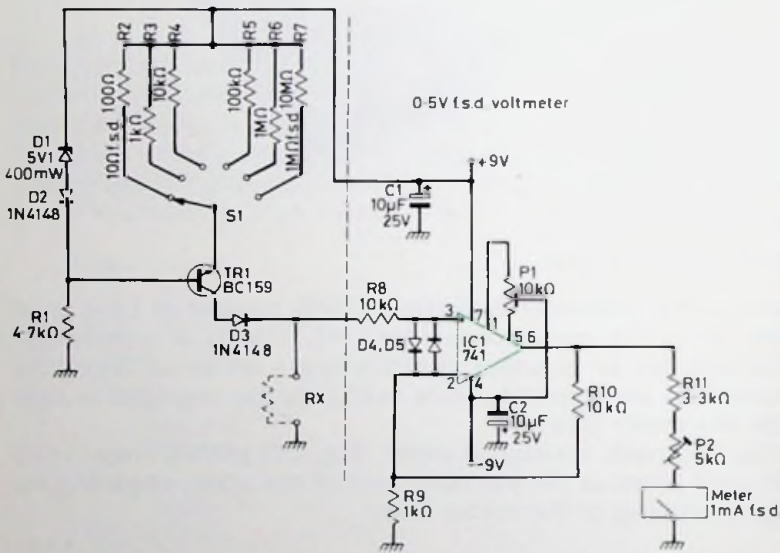 R2
R3
R4
R5
R6
R7
100Ω
10Ω f.s.d
1kΩ
10kΩ
100kΩ
1MΩ
10MΩ
1MΩ f.s.d
0·5V f.s.d voltmeter
D1
5V1
400mW
D2
1N4148
S1
+9V
C1
10μF
25V
+
TR1
BC159
R1
4·7kΩ
D3
1N4148
R8
10kΩ
P1
10kΩ
3
7
1
5
6
IC1
741
D4, D5
2
4
RX
C2
10μF
25V
+
-9V
R9
1kΩ
R10
10kΩ
R11
3·3kΩ
P2
5kΩ
Meter
1mA f.s.d